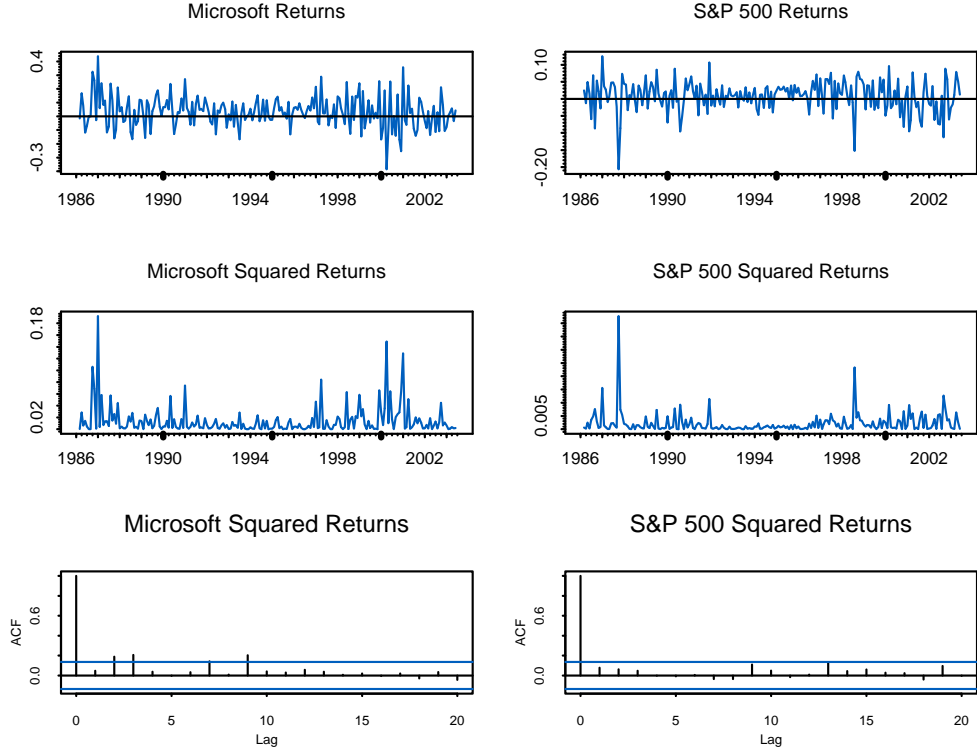 Microsoft Returns
S&P 500 Returns
0.4
-0.3
1986 1990 1994 1998 2002
0.10
-0.20
1986 1990 1994 1998 2002
Microsoft Squared Returns
S&P 500 Squared Returns
0.18
0.02
1986 1990 1994 1998 2002
0.005
1986 1990 1994 1998 2002
Microsoft Squared Returns
S&P 500 Squared Returns
ACF
0.6
0.0
0 5 10 15 20
Lag
ACF
0.6
0.0
0 5 10 15 20
Lag